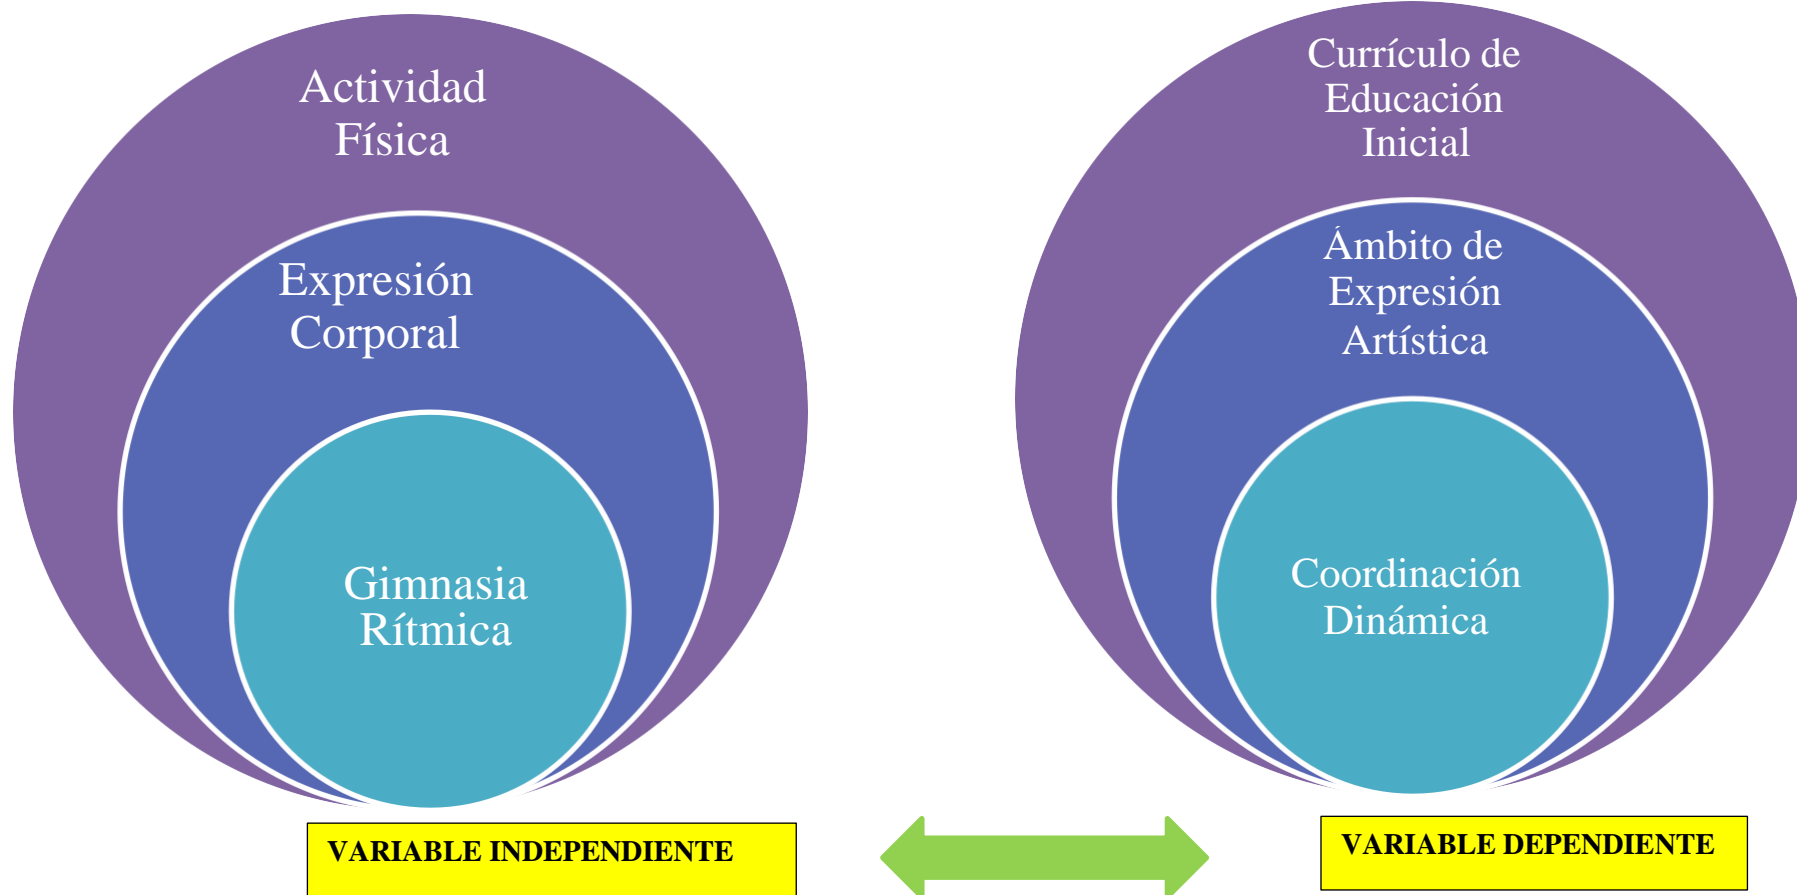 Actividad
Física
Expresión
Corporal
Gimnasia
Rítmica
VARIABLE INDEPENDIENTE
Currículo de
Educación
Inicial
Ámbito de
Expresión
Artística
Coordinación
Dinámica
VARIABLE DEPENDIENTE